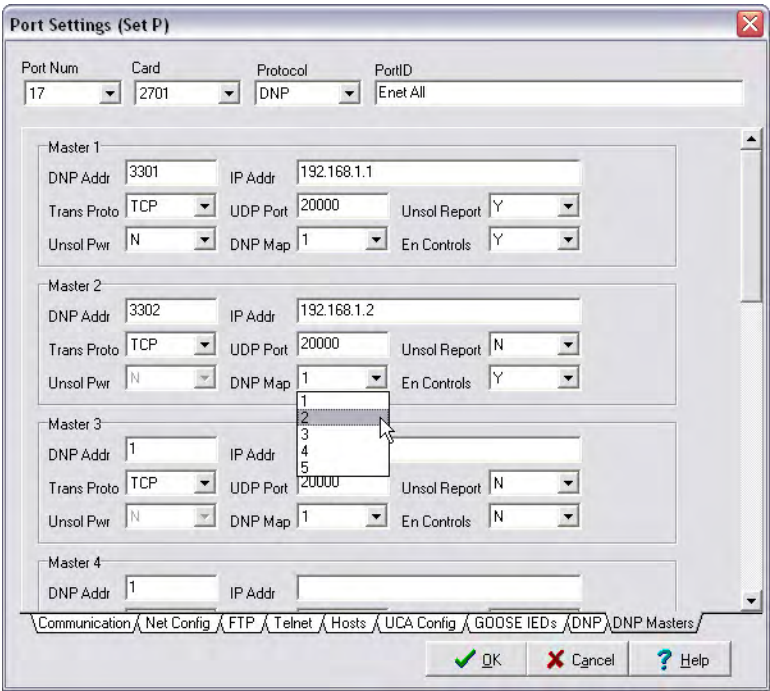 Port Settings (Set P)
Port Num Card Protocol PortID
17 2701 DNP Enet All
Master 1
DNP Addr 3301 IP Addr 192.168.1.1
Trans Proto TCP UDP Port 20000 Unsol Report Y
Unsol Pwr N DNP Map 1 En Controls Y
Master 2
DNP Addr 3302 IP Addr 192.168.1.2
Trans Proto TCP UDP Port 20000 Unsol Report N
Unsol Pwr N DNP Map 1 En Controls Y
1
2
3
4
5
Master 3
DNP Addr 1 IP Addr
Trans Proto TCP UDP Port 20000 Unsol Report N
Unsol Pwr N DNP Map 1 En Controls N
Master 4
DNP Addr 1 IP Addr
Communication Net Config FTP Telnet Hosts UCA Config GOOSE IEDs DNP DNP Masters
OK Cancel Help